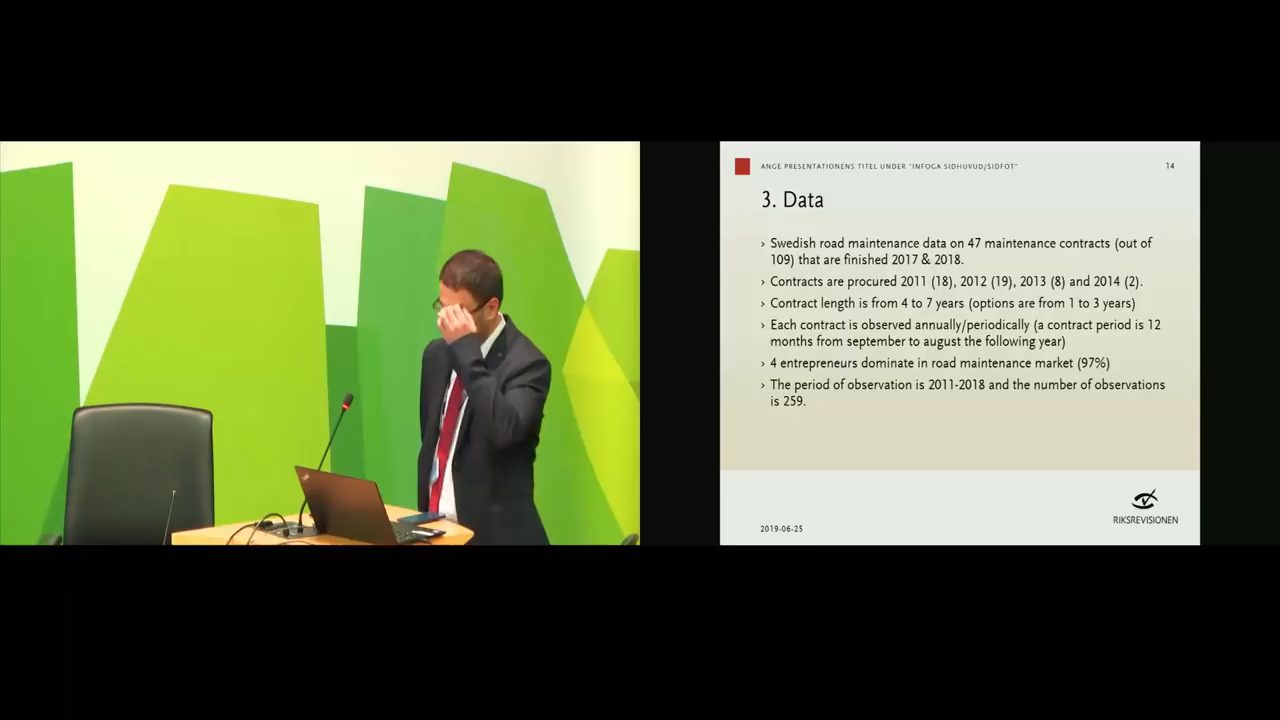 ANGE PRESENTATIONENS TITEL UNDER "INFOGA SIDHUVUD/SIDFOT"
14
3. Data
› Swedish road maintenance data on 47 maintenance contracts (out of
109) that are finished 2017 & 2018.
› Contracts are procured 2011 (18), 2012 (19), 2013 (8) and 2014 (2).
› Contract length is from 4 to 7 years (options are from 1 to 3 years)
› Each contract is observed annually/periodically (a contract period is 12
months from september to august the following year)
› 4 entrepreneurs dominate in road maintenance market (97%)
› The period of observation is 2011-2018 and the number of observations
is 259.
RIKSREVISIONEN
2019-06-25